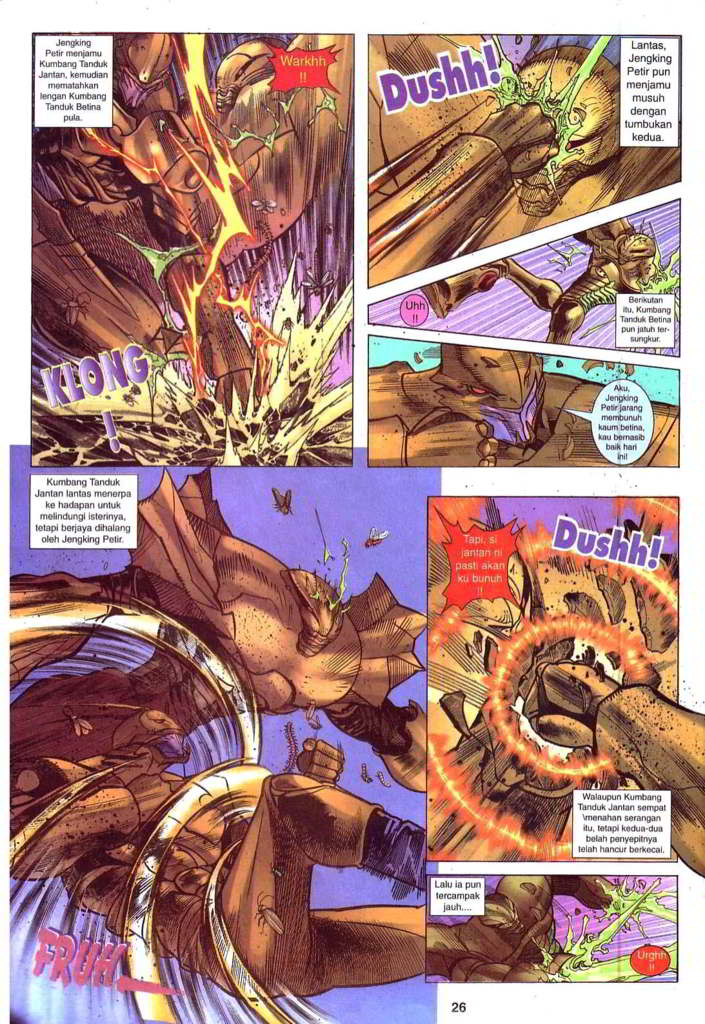 Jengking
Petir menjamu
Kumbang Tanduk
Jantan, kemudian
mematahkan
lengan Kumbang
Tanduk Betina
pula.
Warkhh
!!
KLONG
!
Dushh!
Lantas,
Jengking
Petir pun
menjamu
musuh
dengan
tumbukan
kedua.
Uhh
!!
Berikutan
itu, Kumbang
Tanduk Betina
pun jatuh ter-
sungkur.
Aku,
Jengking
Petir jarang
membunuh
kaum betina,
kau bernasib
baik hari
ini!
Kumbang Tanduk
Jantan lantas menerpa
ke hadapan untuk
melindungi isterinya,
tetapi berjaya dihalang
oleh Jengking Petir.
FRUH
Tapi, si
jantan ni
pasti akan
ku bunuh
!!
Dushh!
Walaupun Kumbang
Tanduk Jantan sempat
\menahan serangan
itu, tetapi kedua-dua
belah penyepitnya
telah hancur berkecai.
Lalu ia pun
tercampak
jauh....
Urghh
!!
26